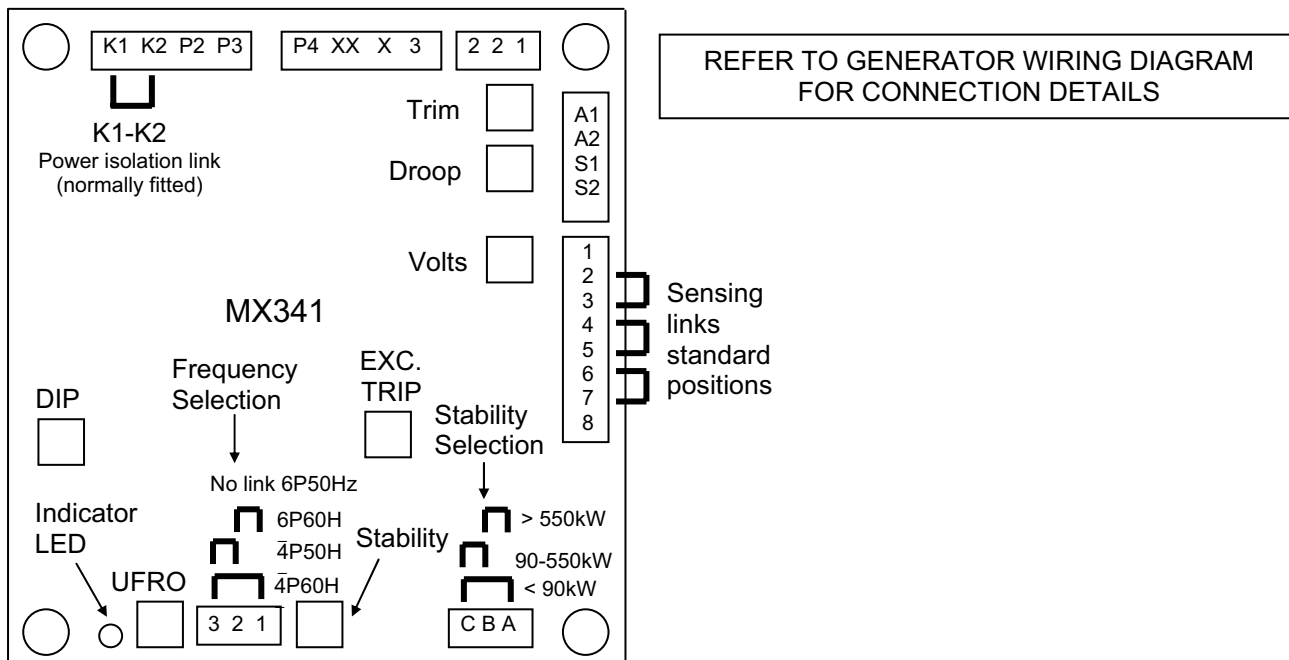 K1 K2 P2 P3
P4 XX X 3
2 2 1
REFER TO GENERATOR WIRING DIAGRAM
FOR CONNECTION DETAILS
K1-K2
Power isolation link
(normally fitted)
Trim
Droop
Volts
A1
A2
S1
S2
1
2
3
4
5
6
7
8
Sensing
links
standard
positions
MX341
Frequency
Selection
EXC.
TRIP
DIP
Stability
Selection
No link 6P50Hz
6P60H
4P50H
4P60H
Indicator
LED
UFRO
Stability
> 550kW
90-550kW
< 90kW
3 2 1
C B A